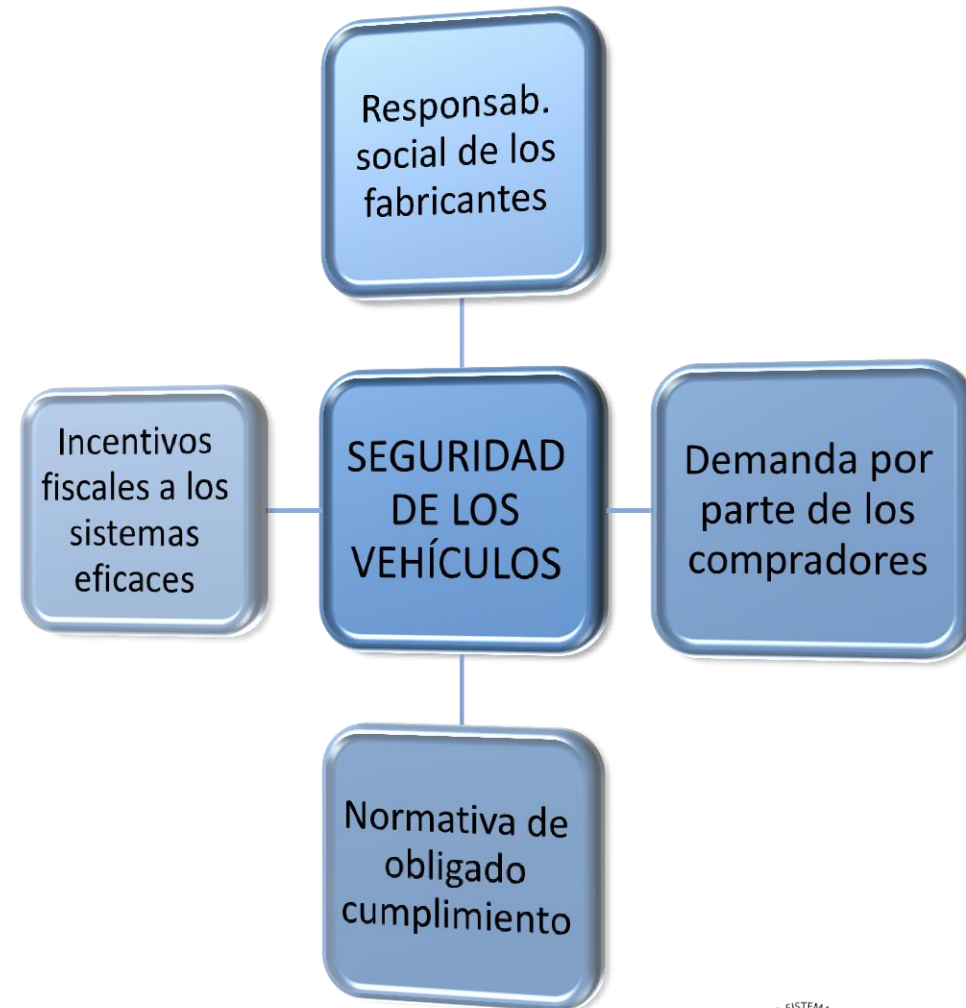 Responsab.
social de los
fabricantes
Incentivos
fiscales a los
sistemas
eficaces
SEGURIDAD
DE LOS
VEHÍCULOS
Demanda por
parte de los
compradores
Normativa de
obligado
cumplimiento
SISTEMA